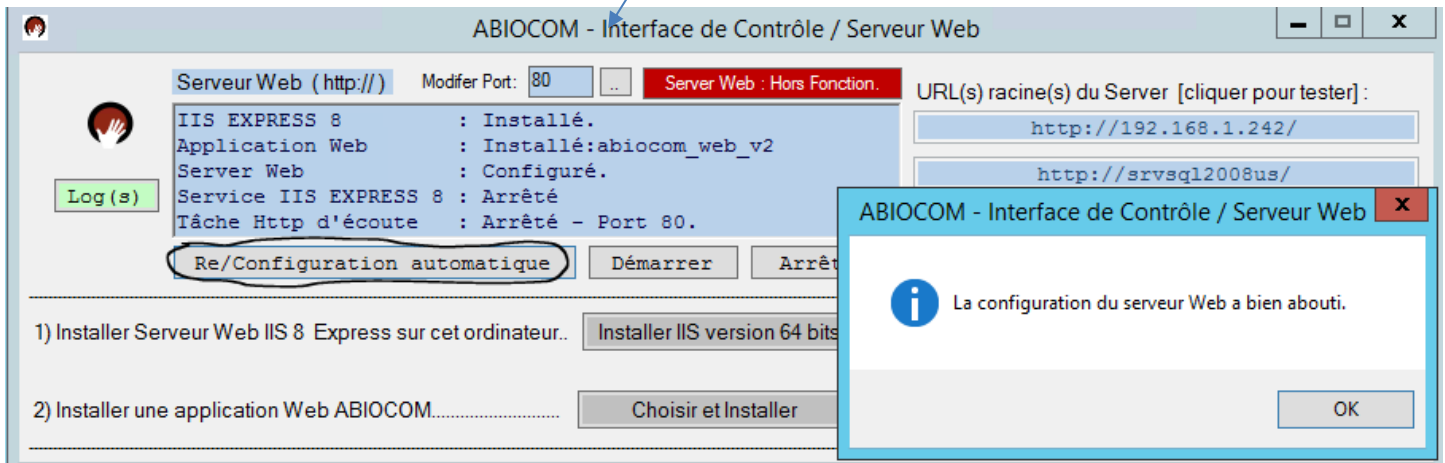 ABIOCOM - Interface de Contrôle / Serveur Web
Serveur Web ( http:// ) Modifer Port: 80 .. Server Web : Hors Fonction.
URL(s) racine(s) du Server [cliquer pour tester] :
IIS EXPRESS 8 : Installé.
Application Web : Installé:abiocom_web_v2
Server Web : Configuré.
Service IIS EXPRESS 8 : Arrêté
Tâche Http d'écoute : Arrêté - Port 80.
http://192.168.1.242/
http://srvsql2008us/
Log(s)
Re/Configuration automatique Démarrer Arrêt
1) Installer Serveur Web IIS 8 Express sur cet ordinateur.. Installer IIS version 64 bits
2) Installer une application Web ABIOCOM............................ Choisir et Installer
ABIOCOM - Interface de Contrôle / Serveur Web
La configuration du serveur Web a bien abouti.
OK